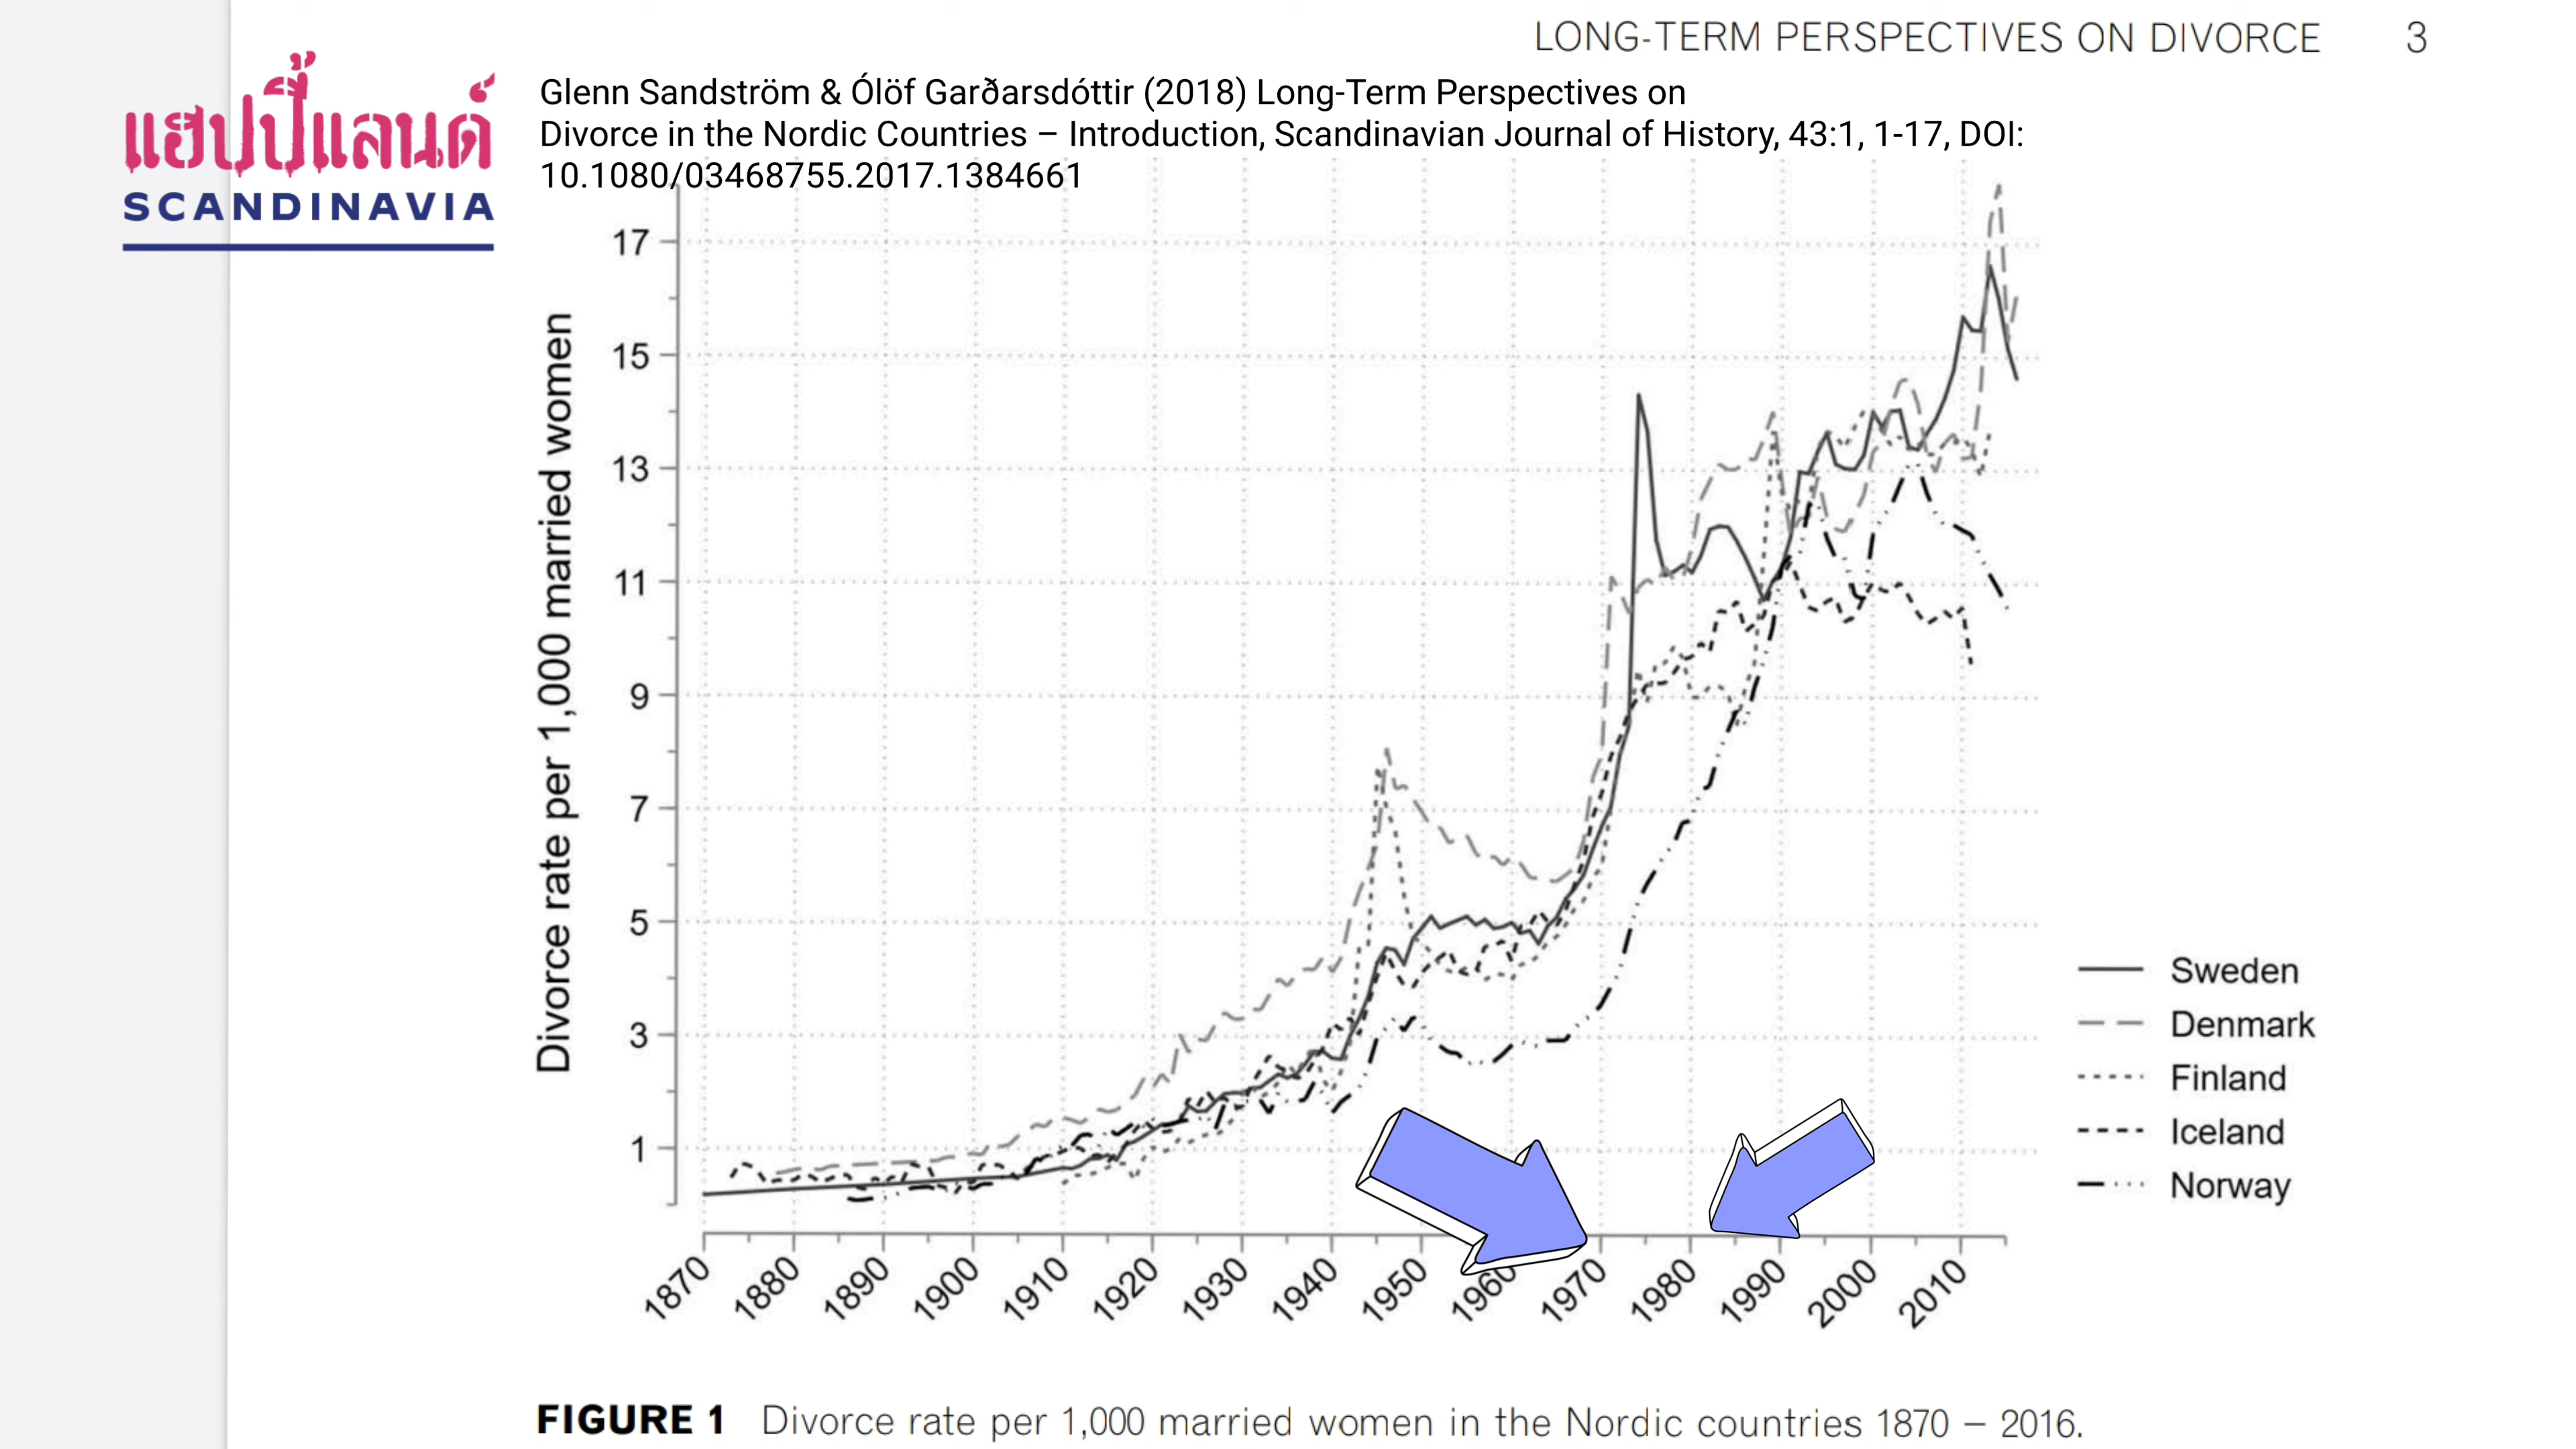 LONG-TERM PERSPECTIVES ON DIVORCE 3
แฮปปี้แลนด์
SCANDINAVIA
Glenn Sandström & Ólöf Garðarsdóttir (2018) Long-Term Perspectives on
Divorce in the Nordic Countries – Introduction, Scandinavian Journal of History, 43:1, 1-17, DOI:
10.1080/03468755.2017.1384661
Divorce rate per 1,000 married women
17
15
13
11
9
7
5
3
1
1870 1880 1890 1900 1910 1920 1930 1940 1950 1960 1970 1980 1990 2000 2010
Sweden
Denmark
Finland
Iceland
Norway
FIGURE 1 Divorce rate per 1,000 married women in the Nordic countries 1870 – 2016.